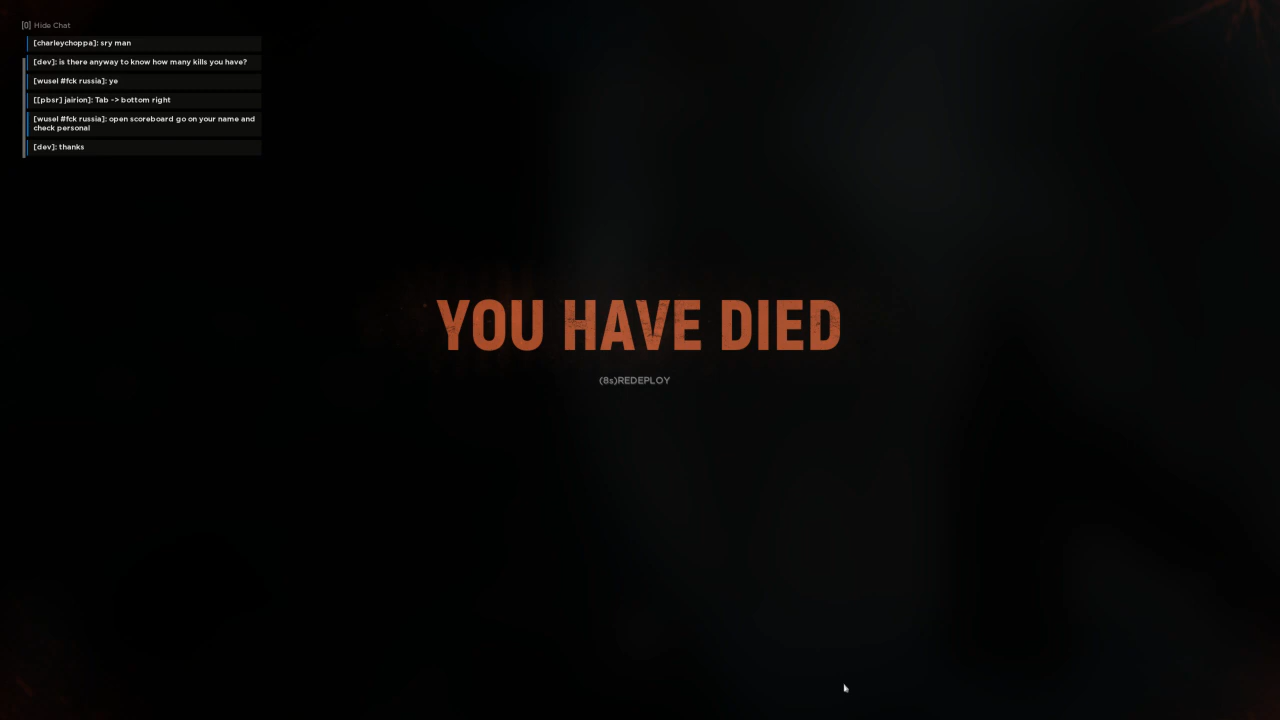 [0] Hide Chat
[charleychoppa]: sry man
[dev]: is there anyway to know how many kills you have?
[wusel #fck russia]: ye
[[pbsr] jairion]: Tab -> bottom right
[wusel #fck russia]: open scoreboard go on your name and
check personal
[dev]: thanks
YOU HAVE DIED
(8s)REDEPLOY